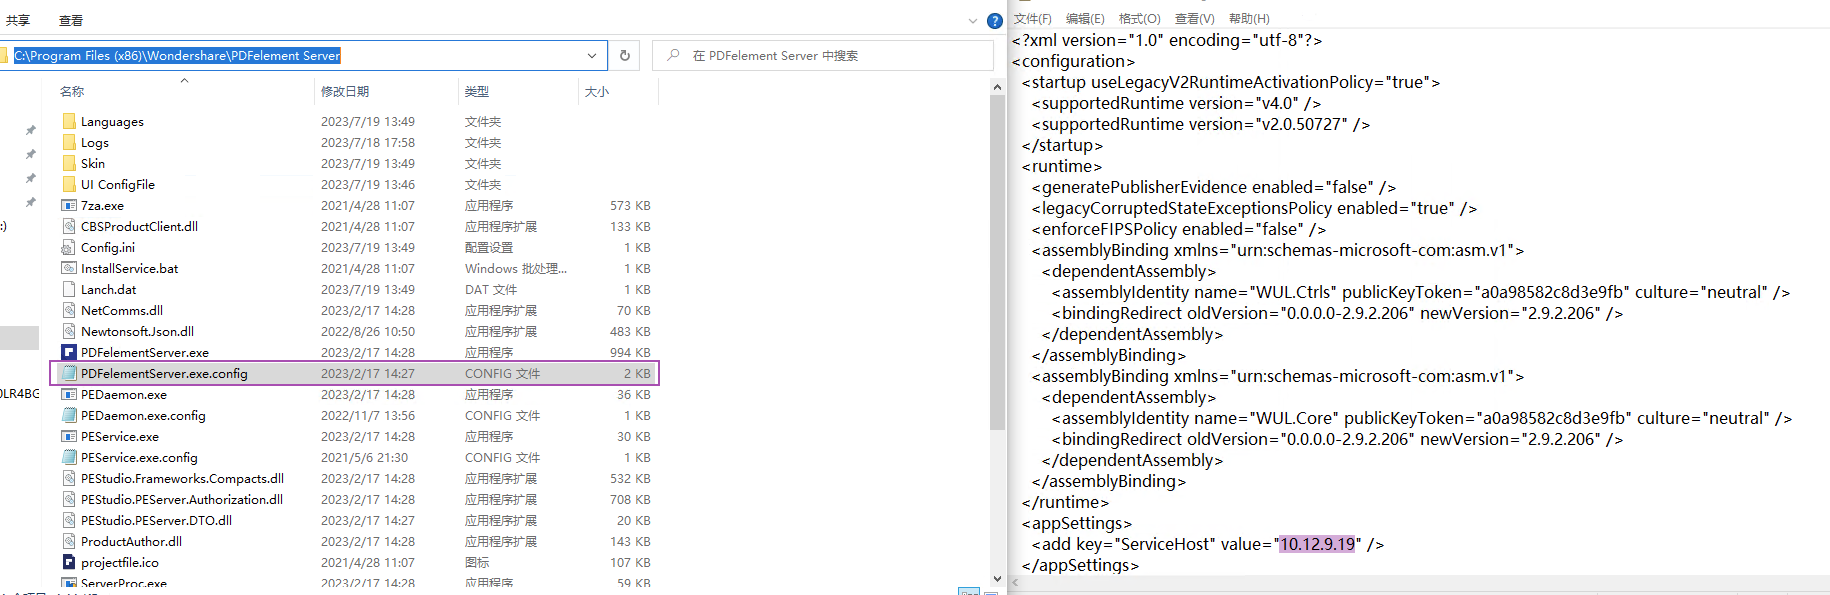 共享 查看
C:\Program Files (x86)\Wondershare\PDFelement Server
在 PDFelement Server 中搜索
名称 修改日期 类型 大小
Languages 2023/7/19 13:49 文件夹
Logs 2023/7/18 17:58 文件夹
Skin 2023/7/19 13:49 文件夹
UI ConfigFile 2023/7/19 13:46 文件夹
7za.exe 2021/4/28 11:07 应用程序 573 KB
CBSProductClient.dll 2021/4/28 11:07 应用程序扩展 133 KB
Config.ini 2023/7/19 13:49 配置设置 1 KB
InstallService.bat 2021/4/28 11:07 Windows 批处理... 1 KB
Lanch.dat 2023/7/19 13:49 DAT 文件 1 KB
NetComms.dll 2023/2/17 14:28 应用程序扩展 70 KB
Newtonsoft.Json.dll 2022/8/26 10:50 应用程序扩展 483 KB
PDFelementServer.exe 2023/2/17 14:28 应用程序 994 KB
PDFelementServer.exe.config 2023/2/17 14:27 CONFIG 文件 2 KB
PEDaemon.exe 2023/2/17 14:28 应用程序 36 KB
PEDaemon.exe.config 2022/11/7 13:56 CONFIG 文件 1 KB
PEService.exe 2023/2/17 14:28 应用程序 30 KB
PEService.exe.config 2021/5/6 21:30 CONFIG 文件 1 KB
PEStudio.Frameworks.Compacts.dll 2023/2/17 14:28 应用程序扩展 532 KB
PEStudio.PEServer.Authorization.dll 2023/2/17 14:28 应用程序扩展 708 KB
PEStudio.PEServer.DTO.dll 2023/2/17 14:27 应用程序扩展 20 KB
ProductAuthor.dll 2023/2/17 14:28 应用程序扩展 143 KB
projectfile.ico 2021/4/28 11:07 图标 107 KB
ServerProc.exe 2023/2/17 14:28 应用程序 59 KB
:)
0LR4BG
文件(F) 编辑(E) 格式(O) 查看(V) 帮助(H)
<?xml version="1.0" encoding="utf-8"?>
<configuration>
<startup useLegacyV2RuntimeActivationPolicy="true">
<supportedRuntime version="v4.0" />
<supportedRuntime version="v2.0.50727" />
</startup>
<runtime>
<generatePublisherEvidence enabled="false" />
<legacyCorruptedStateExceptionsPolicy enabled="true" />
<enforceFIPSPolicy enabled="false" />
<assemblyBinding xmlns="urn:schemas-microsoft-com:asm.v1">
<dependentAssembly>
<assemblyIdentity name="WUL.Ctrls" publicKeyToken="a0a98582c8d3e9fb" culture="neutral" />
<bindingRedirect oldVersion="0.0.0.0-2.9.2.206" newVersion="2.9.2.206" />
</dependentAssembly>
</assemblyBinding>
<assemblyBinding xmlns="urn:schemas-microsoft-com:asm.v1">
<dependentAssembly>
<assemblyIdentity name="WUL.Core" publicKeyToken="a0a98582c8d3e9fb" culture="neutral" />
<bindingRedirect oldVersion="0.0.0.0-2.9.2.206" newVersion="2.9.2.206" />
</dependentAssembly>
</assemblyBinding>
</runtime>
<appSettings>
<add key="ServiceHost" value="10.12.9.19" />
</appSettings>